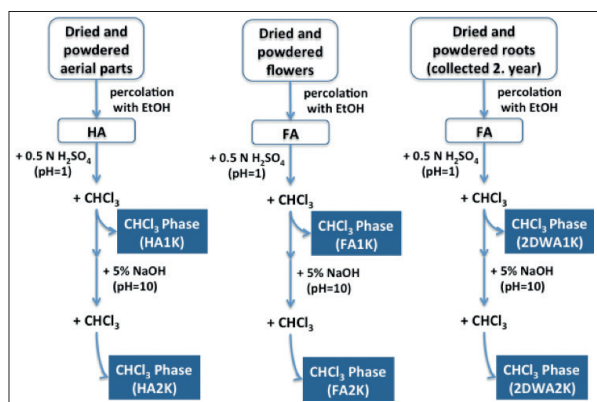 Dried and
powdered
aerial parts
percolation
with EtOH
HA
+ 0.5 N H₂SO₄
(pH=1)
+ CHCl₃
CHCl₃ Phase
(HA1K)
+ 5% NaOH
(pH=10)
+ CHCl₃
CHCl₃ Phase
(HA2K)
Dried and
powdered
flowers
percolation
with EtOH
FA
+ 0.5 N H₂SO₄
(pH=1)
+ CHCl₃
CHCl₃ Phase
(FA1K)
+ 5% NaOH
(pH=10)
+ CHCl₃
CHCl₃ Phase
(FA2K)
Dried and
powdered roots
(collected 2. year)
percolation
with EtOH
FA
+ 0.5 N H₂SO₄
(pH=1)
+ CHCl₃
CHCl₃ Phase
(2DWA1K)
+ 5% NaOH
(pH=10)
+ CHCl₃
CHCl₃ Phase
(2DWA2K)